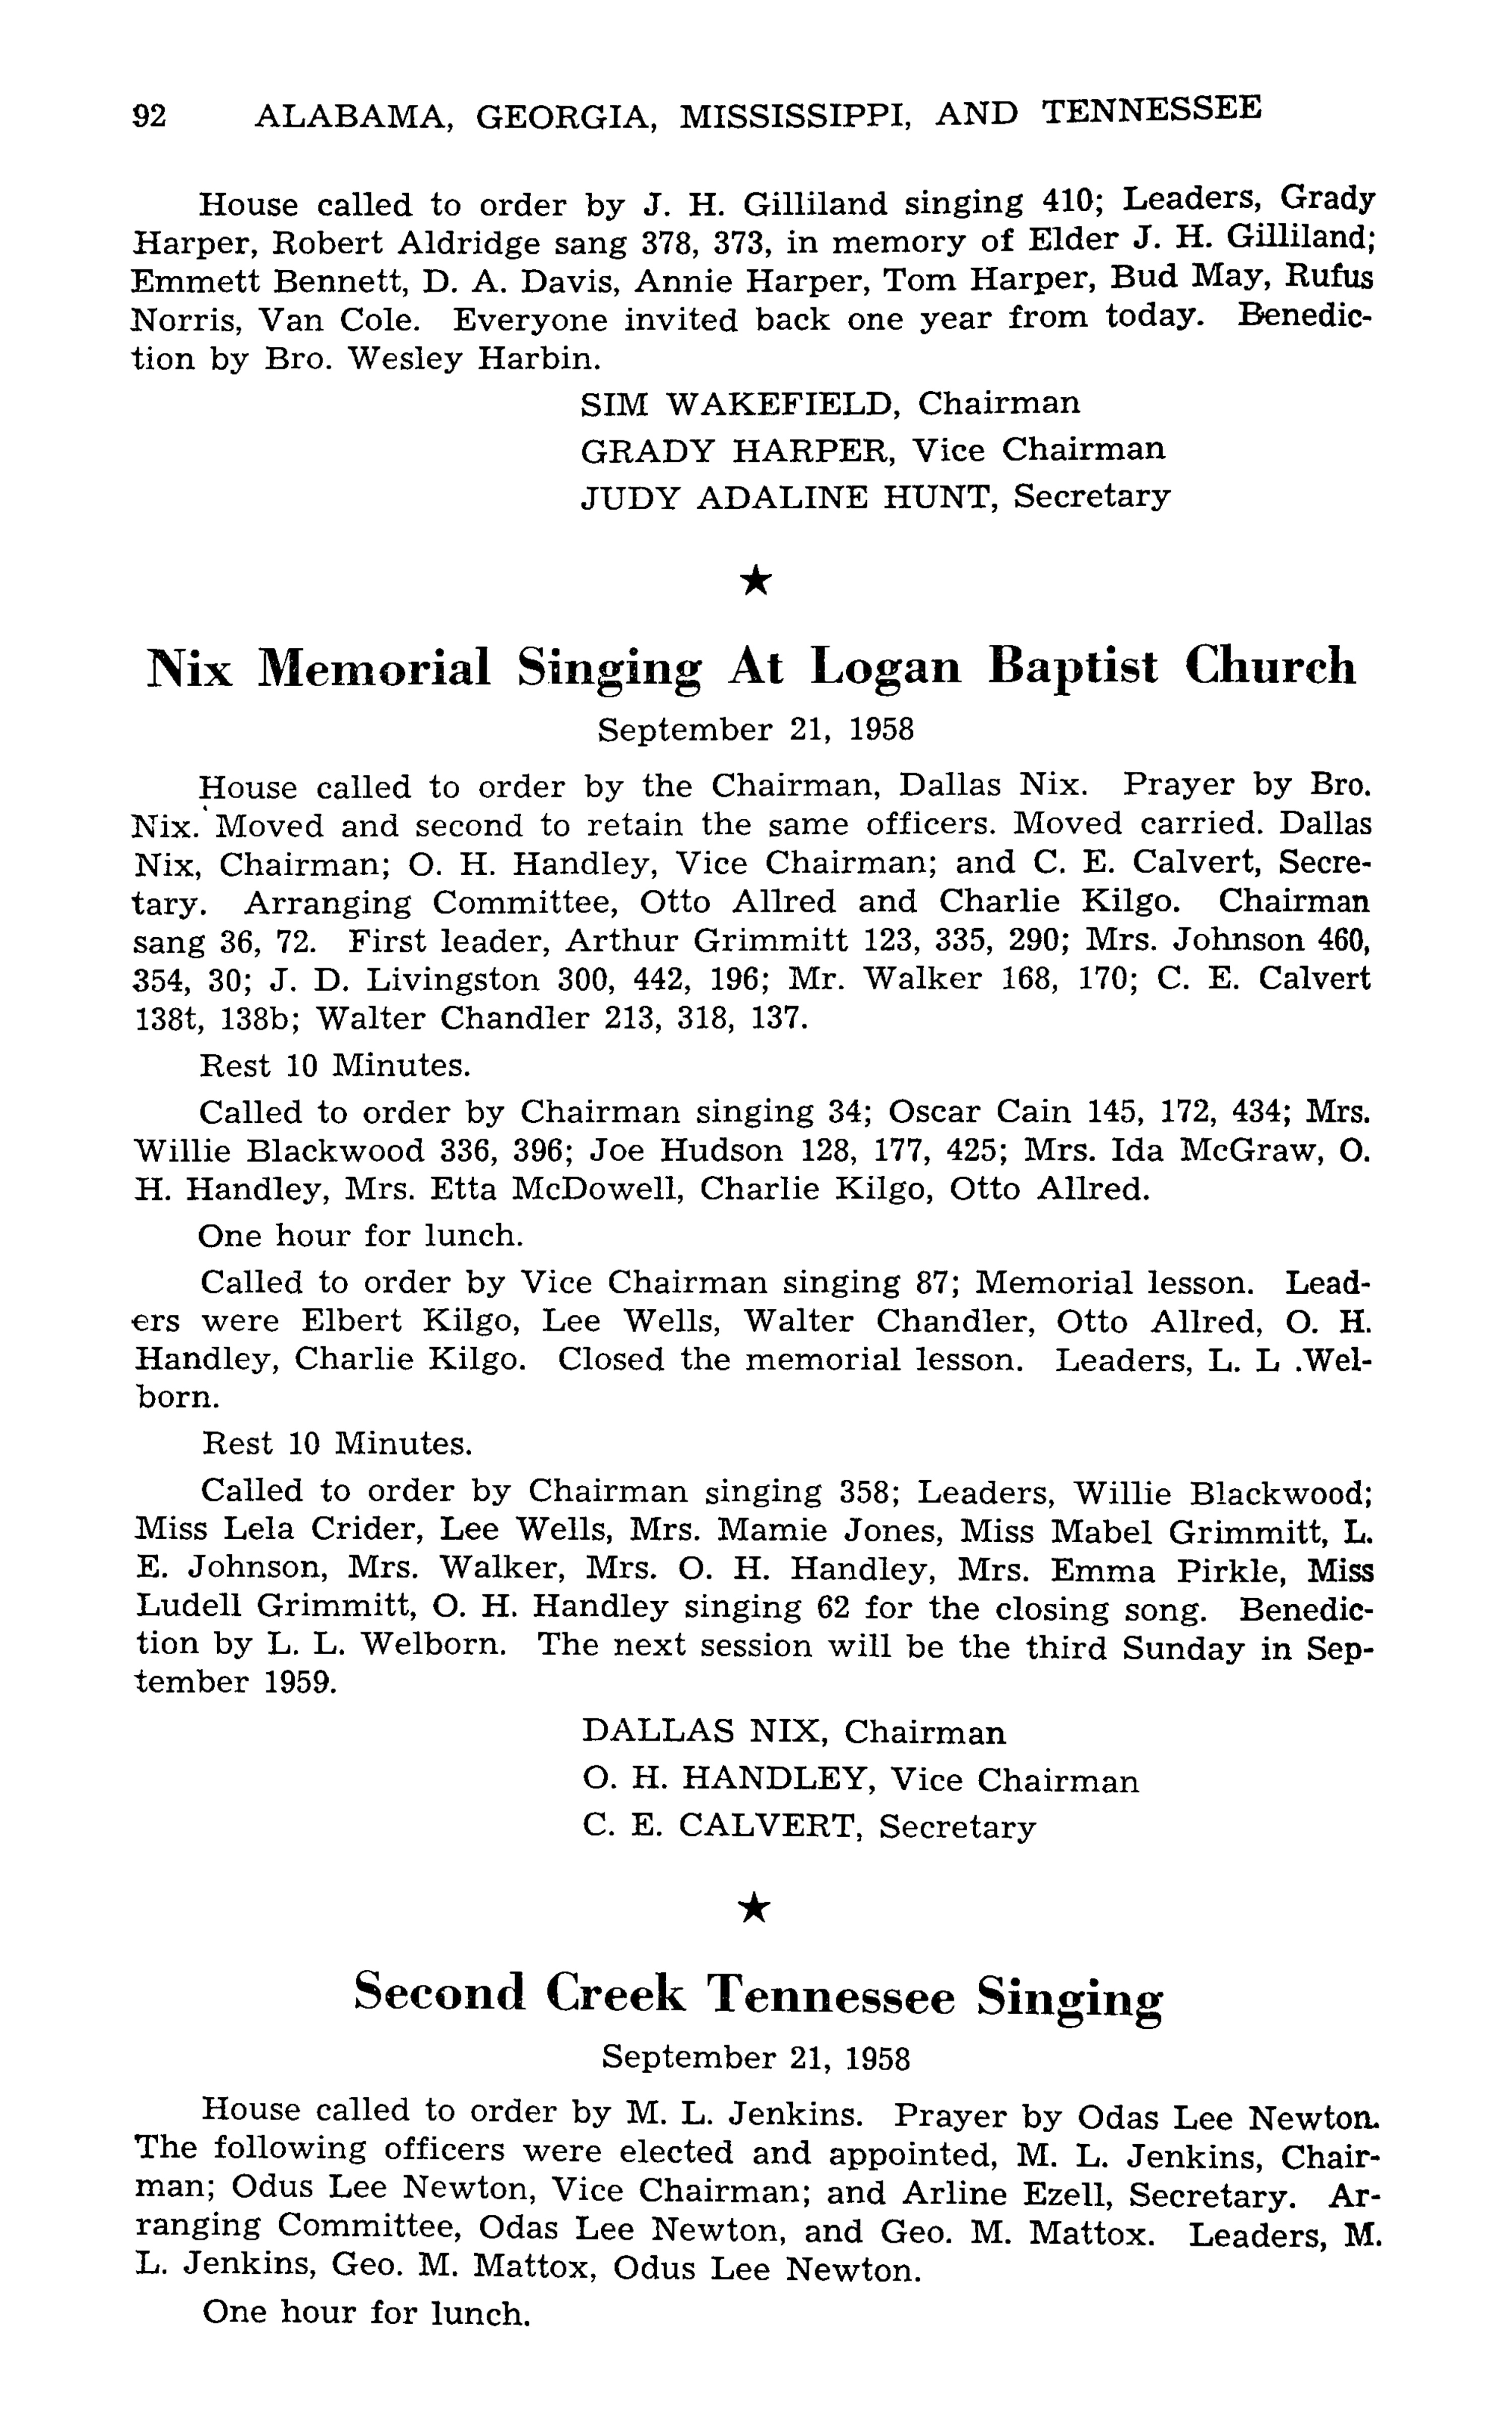 92 ALABAMA, GEORGIA, MISSISSIPPI, AND TENNESSEE
House called to order by J. H. Gilliland singing 410; Leaders, Grady
Harper, Robert Aldridge sang 378, 373, in memory of Elder J. H. Gilliland;
Emmett Bennett, D. A. Davis, Annie Harper, Tom Harper, Bud May, Rufus
Norris, Van Cole. Everyone invited back one year from today. Benedic-
tion by Bro. Wesley Harbin.
SIM WAKEFIELD, Chairman
GRADY HARPER, Vice Chairman
JUDY ADALINE HUNT, Secretary
★
Nix Memorial Singing At Logan Baptist Church
September 21, 1958
House called to order by the Chairman, Dallas Nix. Prayer by Bro.
Nix. Moved and second to retain the same officers. Moved carried. Dallas
Nix, Chairman; O. H. Handley, Vice Chairman; and C. E. Calvert, Secre-
tary. Arranging Committee, Otto Allred and Charlie Kilgo. Chairman
sang 36, 72. First leader, Arthur Grimmitt 123, 335, 290; Mrs. Johnson 460,
354, 30; J. D. Livingston 300, 442, 196; Mr. Walker 168, 170; C. E. Calvert
138t, 138b; Walter Chandler 213, 318, 137.
Rest 10 Minutes.
Called to order by Chairman singing 34; Oscar Cain 145, 172, 434; Mrs.
Willie Blackwood 336, 396; Joe Hudson 128, 177, 425; Mrs. Ida McGraw, O.
H. Handley, Mrs. Etta McDowell, Charlie Kilgo, Otto Allred.
One hour for lunch.
Called to order by Vice Chairman singing 87; Memorial lesson. Lead-
ers were Elbert Kilgo, Lee Wells, Walter Chandler, Otto Allred, O. H.
Handley, Charlie Kilgo. Closed the memorial lesson. Leaders, L. L .Wel-
born.
Rest 10 Minutes.
Called to order by Chairman singing 358; Leaders, Willie Blackwood;
Miss Lela Crider, Lee Wells, Mrs. Mamie Jones, Miss Mabel Grimmitt, L.
E. Johnson, Mrs. Walker, Mrs. O. H. Handley, Mrs. Emma Pirkle, Miss
Ludell Grimmitt, O. H. Handley singing 62 for the closing song. Benedic-
tion by L. L. Welborn. The next session will be the third Sunday in Sep-
tember 1959.
DALLAS NIX, Chairman
O. H. HANDLEY, Vice Chairman
C. E. CALVERT, Secretary
★
Second Creek Tennessee Singing
September 21, 1958
House called to order by M. L. Jenkins. Prayer by Odas Lee Newton.
The following officers were elected and appointed, M. L. Jenkins, Chair-
man; Odus Lee Newton, Vice Chairman; and Arline Ezell, Secretary. Ar-
ranging Committee, Odas Lee Newton, and Geo. M. Mattox. Leaders, M.
L. Jenkins, Geo. M. Mattox, Odus Lee Newton.
One hour for lunch.